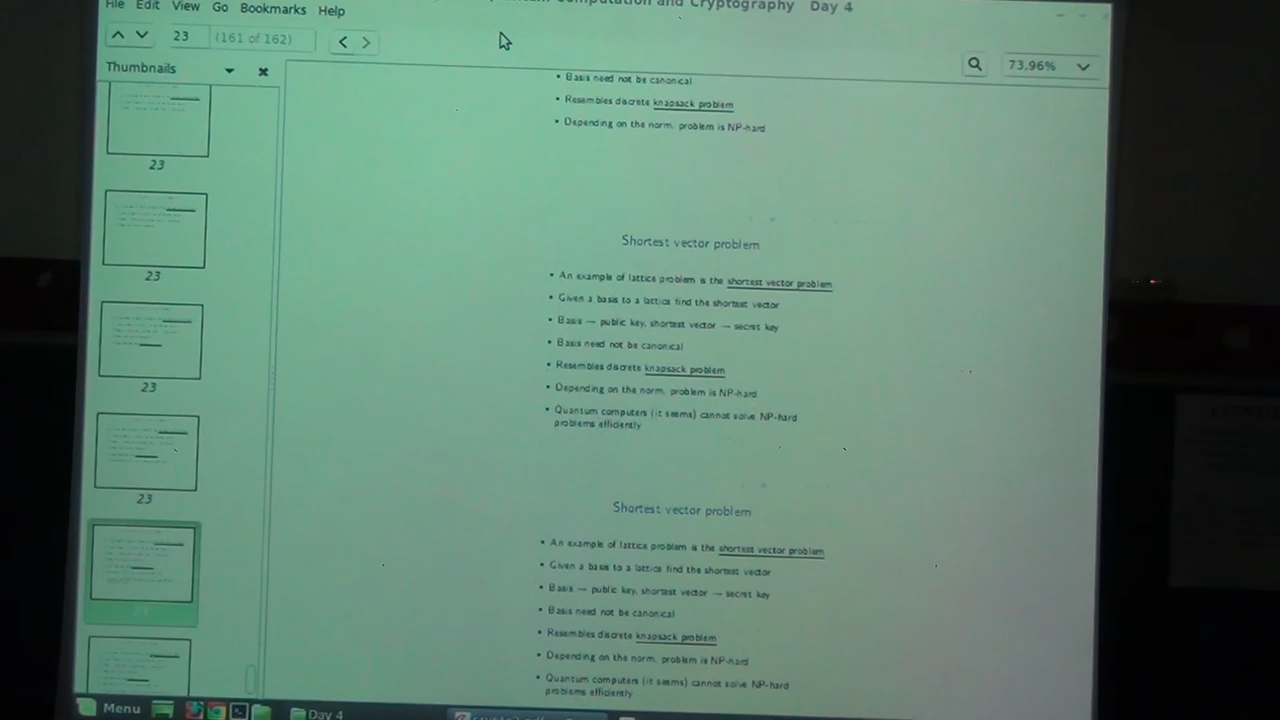 Computation and Cryptography Day 4
File Edit View Go Bookmarks Help
23 (161 of 162)
73.96%
Thumbnails
23
23
23
23
• Basis need not be canonical
• Resembles discrete knapsack problem
• Depending on the norm, problem is NP-hard
Shortest vector problem
• An example of lattice problem is the shortest vector problem
• Given a basis to a lattice find the shortest vector
• Basis → public key, shortest vector → secret key
• Basis need not be canonical
• Resembles discrete knapsack problem
• Depending on the norm, problem is NP-hard
• Quantum computers (it seems) cannot solve NP-hard
problems efficiently
Shortest vector problem
• An example of lattice problem is the shortest vector problem
• Given a basis to a lattice find the shortest vector
• Basis → public key, shortest vector → secret key
• Basis need not be canonical
• Resembles discrete knapsack problem
• Depending on the norm, problem is NP-hard
• Quantum computers (it seems) cannot solve NP-hard
problems efficiently
Menu Day 4